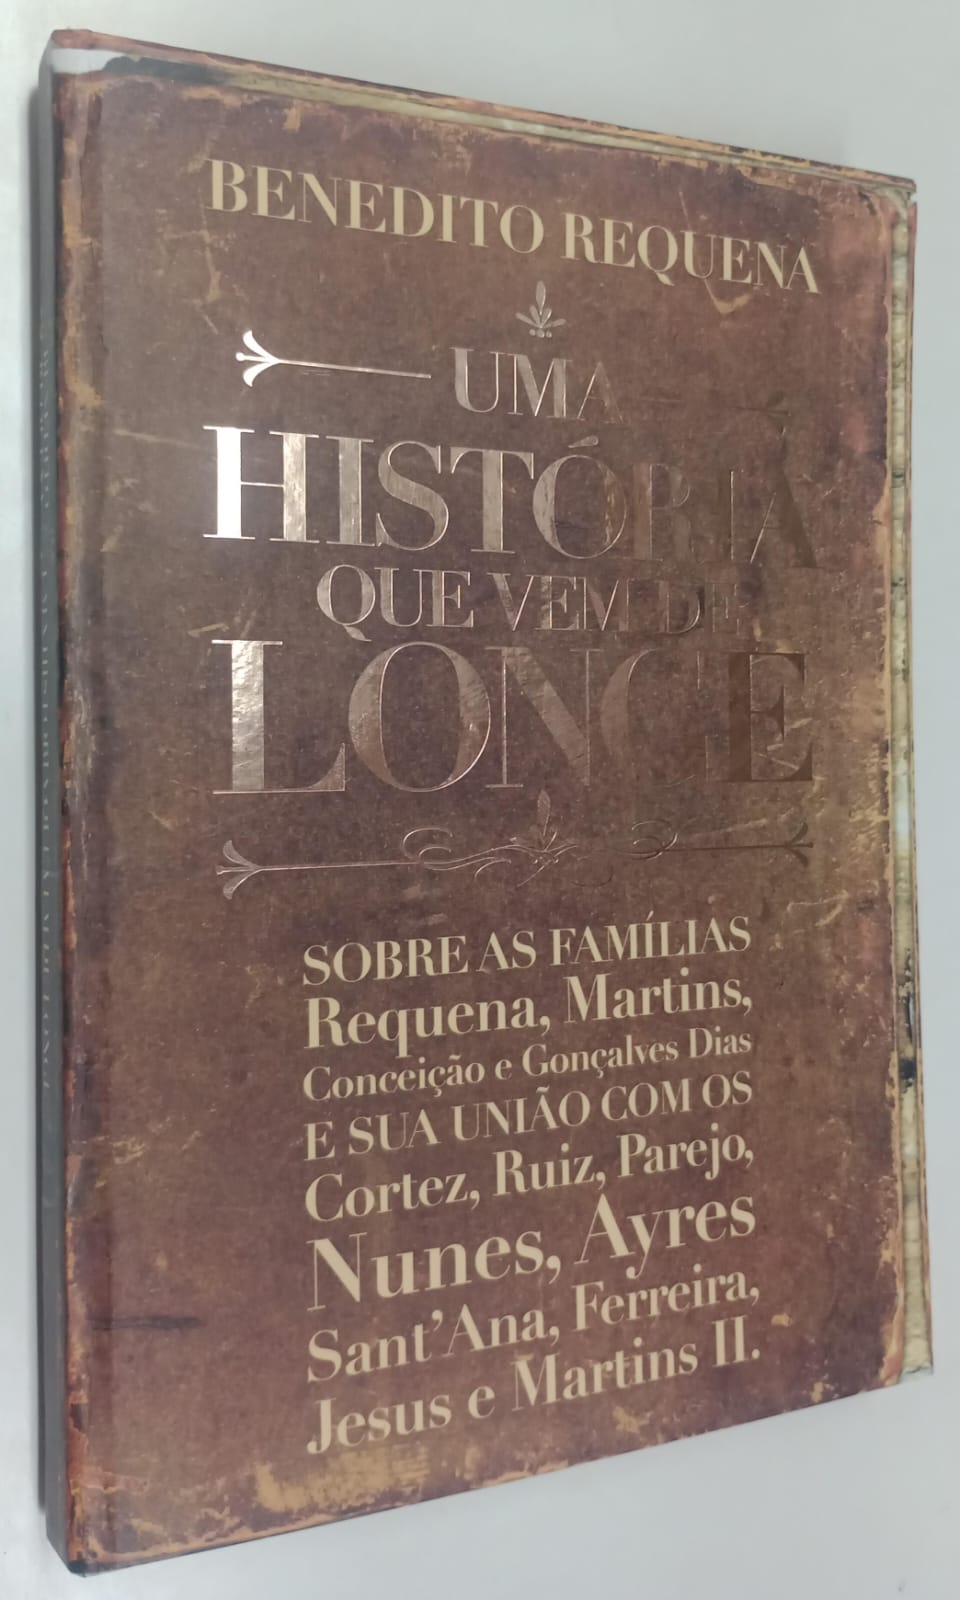 BENEDITO REQUENA
UMA
HISTÓRIA
QUE VEM DE
LONGE
SOBRE AS FAMÍLIAS
Requena, Martins,
Conceição e Gonçalves Dias
E SUA UNIÃO COM OS
Cortez, Ruiz, Parejo,
Nunes, Ayres
Sant'Ana, Ferreira,
Jesus e Martins II.